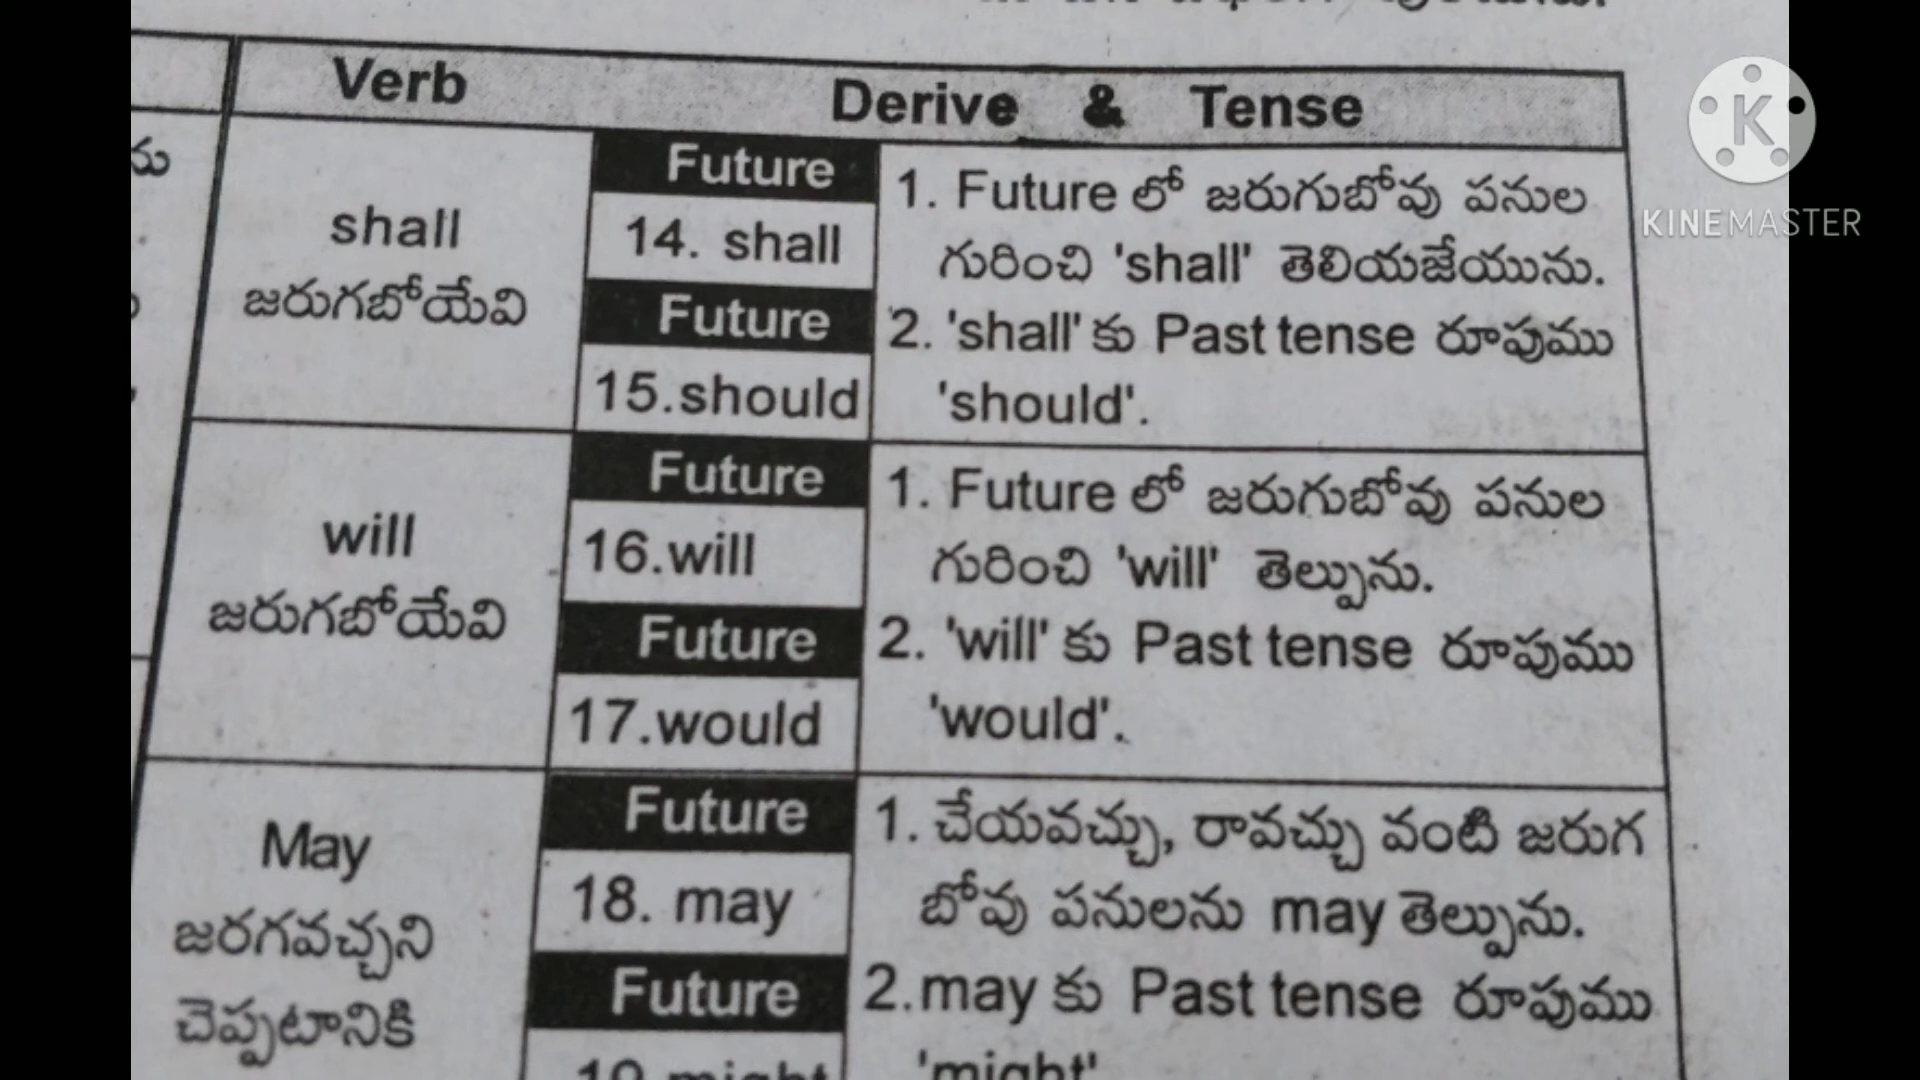 Verb Derive & Tense
shall
జరుగబోయేవి
Future
14. shall
Future
15.should
1. Future లో జరుగుబోవు పనుల
గురించి 'shall' తెలియజేయును.
2. 'shall' కు Past tense రూపుము
'should'.
will
జరుగబోయేవి
Future
16.will
Future
17.would
1. Future లో జరుగుబోవు పనుల
గురించి 'will' తెల్పును.
2. 'will' కు Past tense రూపుము
'would'.
May
జరగవచ్చని
చెప్పటానికి
Future
18. may
Future
19.might
1. చేయవచ్చు, రావచ్చు వంటి జరుగ
బోవు పనులను may తెల్పును.
2.may కు Past tense రూపుము
'might'
K
KINEMASTER